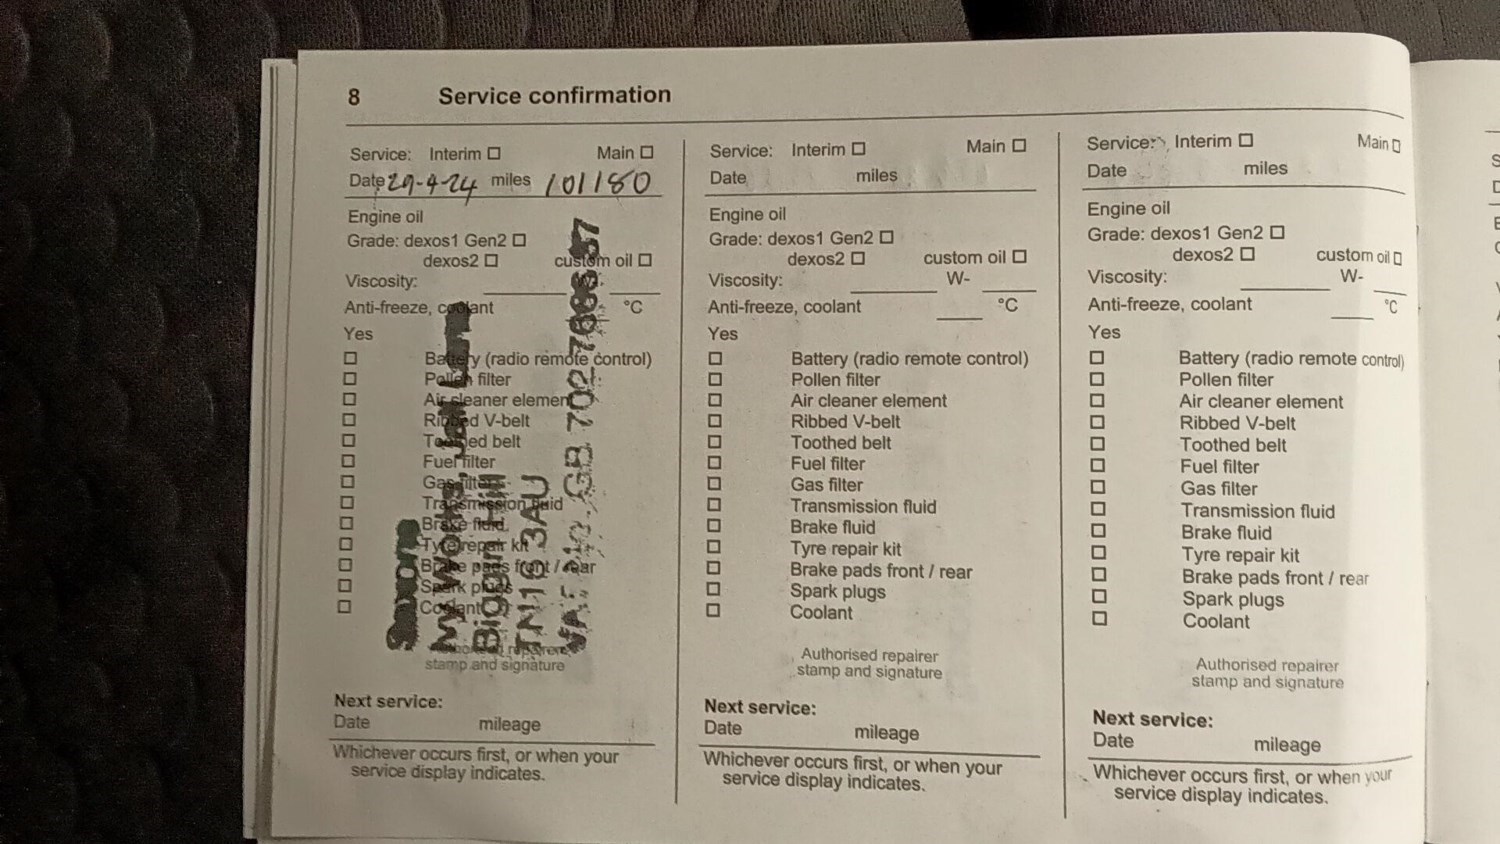 8 Service confirmation
Service: Interim ☐ Main ☐
Date 29-4-24 miles 101180
Engine oil
Grade: dexos1 Gen2 ☐
dexos2 ☐ custom oil ☐
Viscosity:
Anti-freeze, coolant °C
Yes
☐ Battery (radio remote control)
☐ Pollen filter
☐ Air cleaner element
☐ Ribbed V-belt
☐ Toothed belt
☐ Fuel filter
☐ Gas filter
☐ Transmission fluid
☐ Brake fluid
☐ Tyre repair kit
☐ Brake pads front / rear
☐ Spark plugs
☐ Coolant
Authorised repairer
stamp and signature
Biggin Hill
TN16 3AU
GB 702
Next service:
Date mileage
Whichever occurs first, or when your
service display indicates.
Service: Interim ☐ Main ☐
Date miles
Engine oil
Grade: dexos1 Gen2 ☐
dexos2 ☐ custom oil ☐
Viscosity: W-
Anti-freeze, coolant °C
Yes
☐ Battery (radio remote control)
☐ Pollen filter
☐ Air cleaner element
☐ Ribbed V-belt
☐ Toothed belt
☐ Fuel filter
☐ Gas filter
☐ Transmission fluid
☐ Brake fluid
☐ Tyre repair kit
☐ Brake pads front / rear
☐ Spark plugs
☐ Coolant
Authorised repairer
stamp and signature
Next service:
Date mileage
Whichever occurs first, or when your
service display indicates.
Service: Interim ☐ Main ☐
Date miles
Engine oil
Grade: dexos1 Gen2 ☐
dexos2 ☐ custom oil ☐
Viscosity: W-
Anti-freeze, coolant °C
Yes
☐ Battery (radio remote control)
☐ Pollen filter
☐ Air cleaner element
☐ Ribbed V-belt
☐ Toothed belt
☐ Fuel filter
☐ Gas filter
☐ Transmission fluid
☐ Brake fluid
☐ Tyre repair kit
☐ Brake pads front / rear
☐ Spark plugs
☐ Coolant
Authorised repairer
stamp and signature
Next service:
Date mileage
Whichever occurs first, or when your
service display indicates.